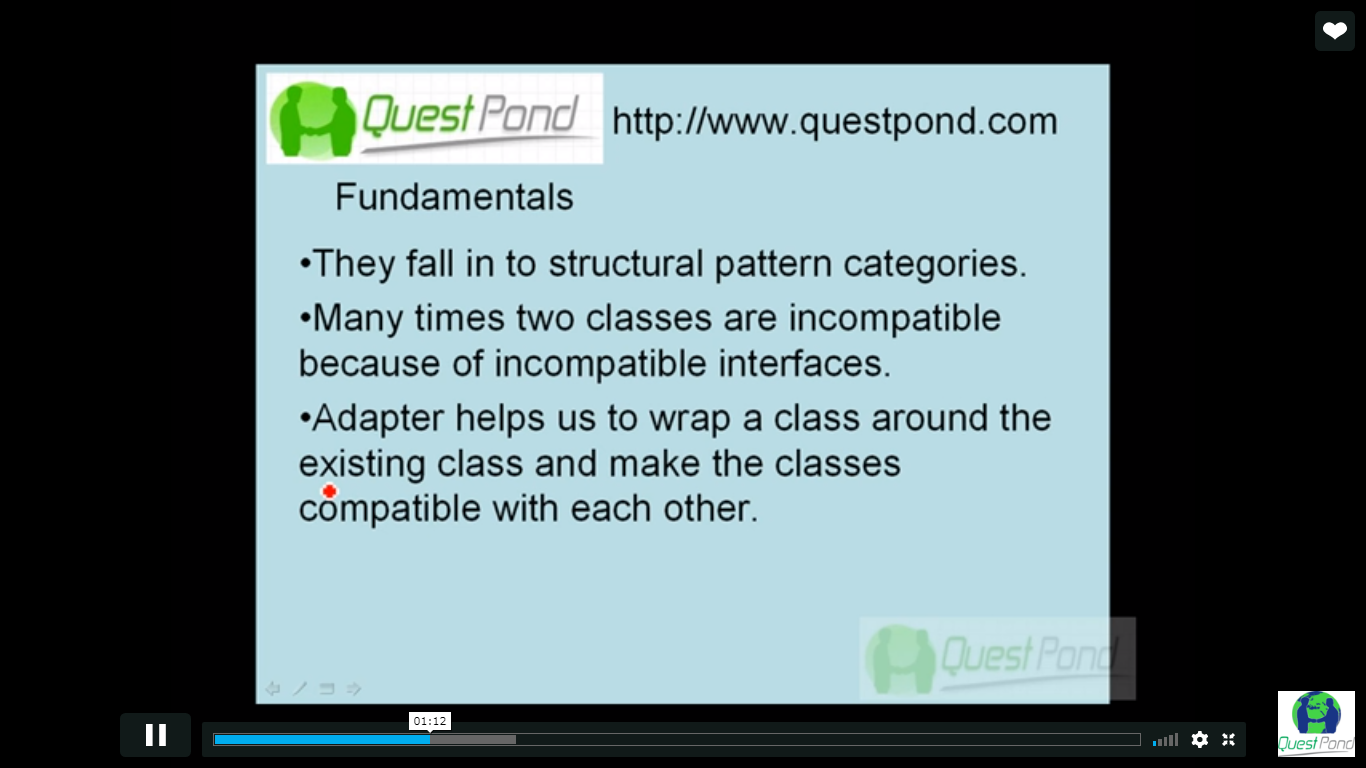 QuestPond
http://www.questpond.com
Fundamentals
•They fall in to structural pattern categories.
•Many times two classes are incompatible
because of incompatible interfaces.
•Adapter helps us to wrap a class around the
existing class and make the classes
compatible with each other.
QuestPond
01:12
QuestPond